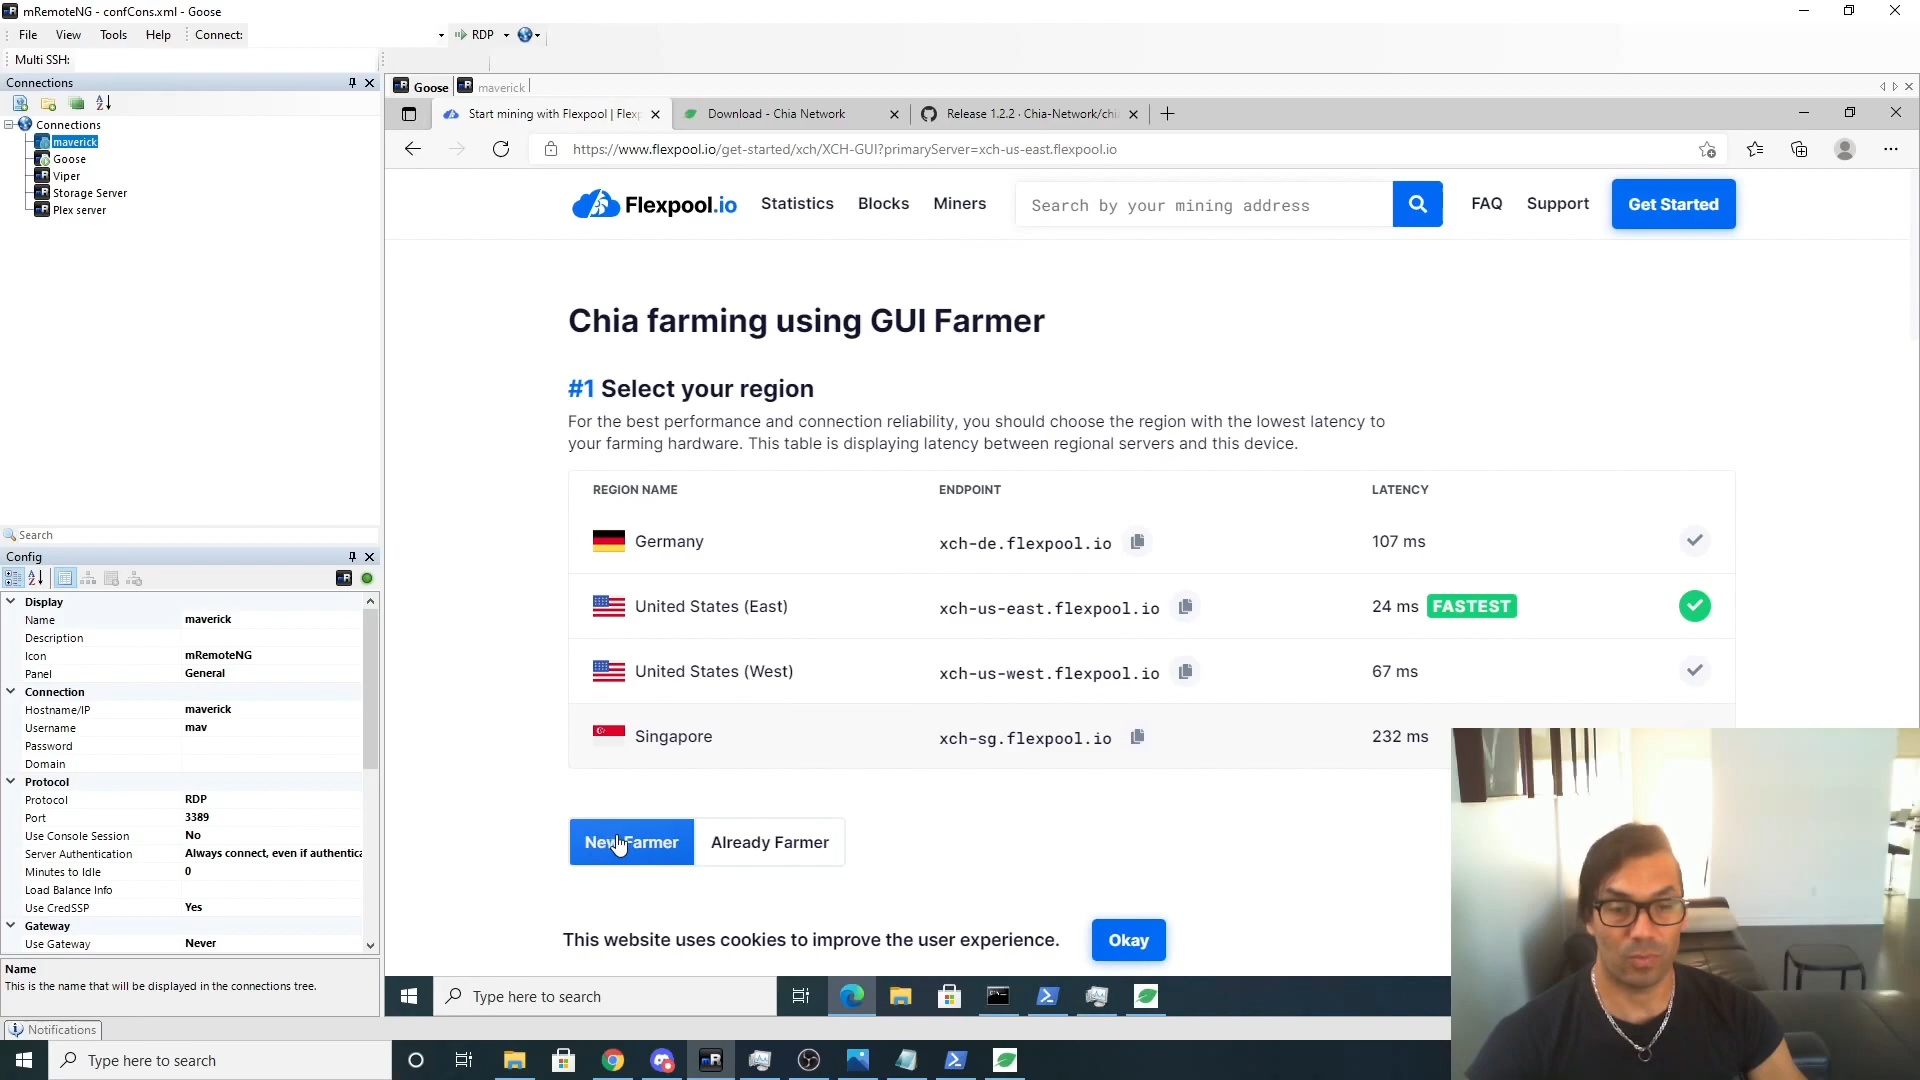 mRemoteNG - confCons.xml - Goose
File View Tools Help Connect: RDP
Multi SSH:
Connections
Connections
maverick
Goose
Viper
Storage Server
Plex server
Search
Config
Display
Name maverick
Description
Icon mRemoteNG
Panel General
Connection
Hostname/IP maverick
Username mav
Password
Domain
Protocol
Protocol RDP
Port 3389
Use Console Session No
Server Authentication Always connect, even if authentica
Minutes to Idle 0
Load Balance Info
Use CredSSP Yes
Gateway
Use Gateway Never
Name
This is the name that will be displayed in the connections tree.
Notifications
Goose maverick
Start mining with Flexpool | Flexp Download - Chia Network Release 1.2.2 · Chia-Network/chi
https://www.flexpool.io/get-started/xch/XCH-GUI?primaryServer=xch-us-east.flexpool.io
Flexpool.io Statistics Blocks Miners Search by your mining address FAQ Support Get Started
Chia farming using GUI Farmer
#1 Select your region
For the best performance and connection reliability, you should choose the region with the lowest latency to
your farming hardware. This table is displaying latency between regional servers and this device.
REGION NAME ENDPOINT LATENCY
Germany xch-de.flexpool.io 107 ms
United States (East) xch-us-east.flexpool.io 24 ms FASTEST
United States (West) xch-us-west.flexpool.io 67 ms
Singapore xch-sg.flexpool.io 232 ms
New Farmer Already Farmer
This website uses cookies to improve the user experience. Okay
Type here to search
Type here to search